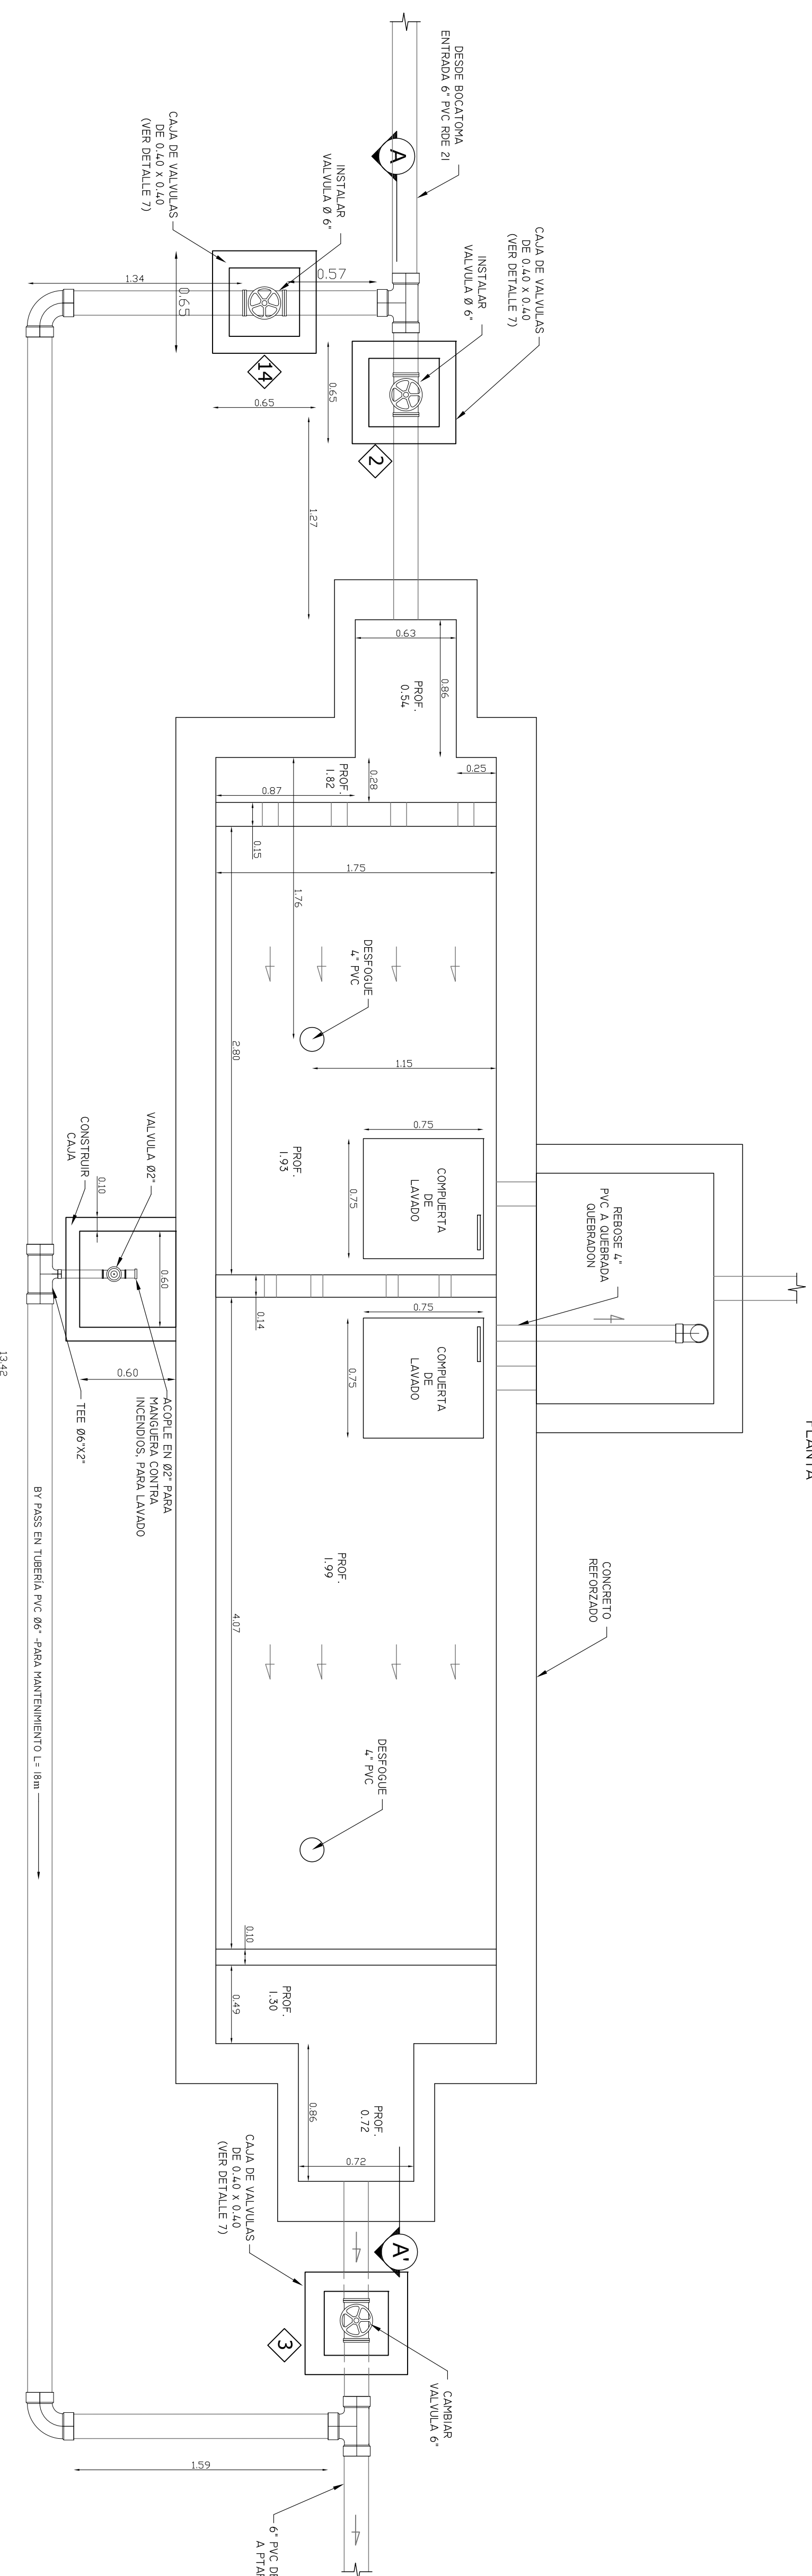 PLANTA
DESDE BOCATOMA
ENTRADA 6" PVC RDE 21
A
CAJA DE VALVULAS
DE 0.40 X 0.40
(VER DETALLE 7)
INSTALAR
VALVULA Ø 6"
CAJA DE VALVULAS
DE 0.40 X 0.40
(VER DETALLE 7)
INSTALAR
VALVULA Ø 6"
1.34
0.65
0.57
14
0.65
0.65
2
1.27
0.63
0.86
PROF.
0.54
0.25
0.28
PROF.
1.82
0.87
0.15
1.75
1.76
DESFOGUE
4" PVC
2.80
1.15
PROF.
1.93
0.75
0.75
COMPUERTA
DE
LAVADO
REBOSE 4"
PVC A QUEBRADA
QUEBRADON
0.14
0.75
0.75
COMPUERTA
DE
LAVADO
VALVULA Ø2"
CONSTRUIR
CAJA
0.10
0.60
0.60
TEE Ø6"X2"
ACOPLE EN Ø2" PARA
MANGUERA CONTRA
INCENDIOS, PARA LAVADO
13.42
BY PASS EN TUBERÍA PVC Ø6" -PARA MANTENIMIENTO L= 18m
CONCRETO
REFORZADO
PROF.
1.99
4.07
DESFOGUE
4" PVC
0.10
0.49
PROF.
1.30
0.86
PROF.
0.72
0.72
A'
CAJA DE VALVULAS
DE 0.40 X 0.40
(VER DETALLE 7)
3
CAMBIAR
VALVULA 6"
1.59
6" PVC DE
A PTAP